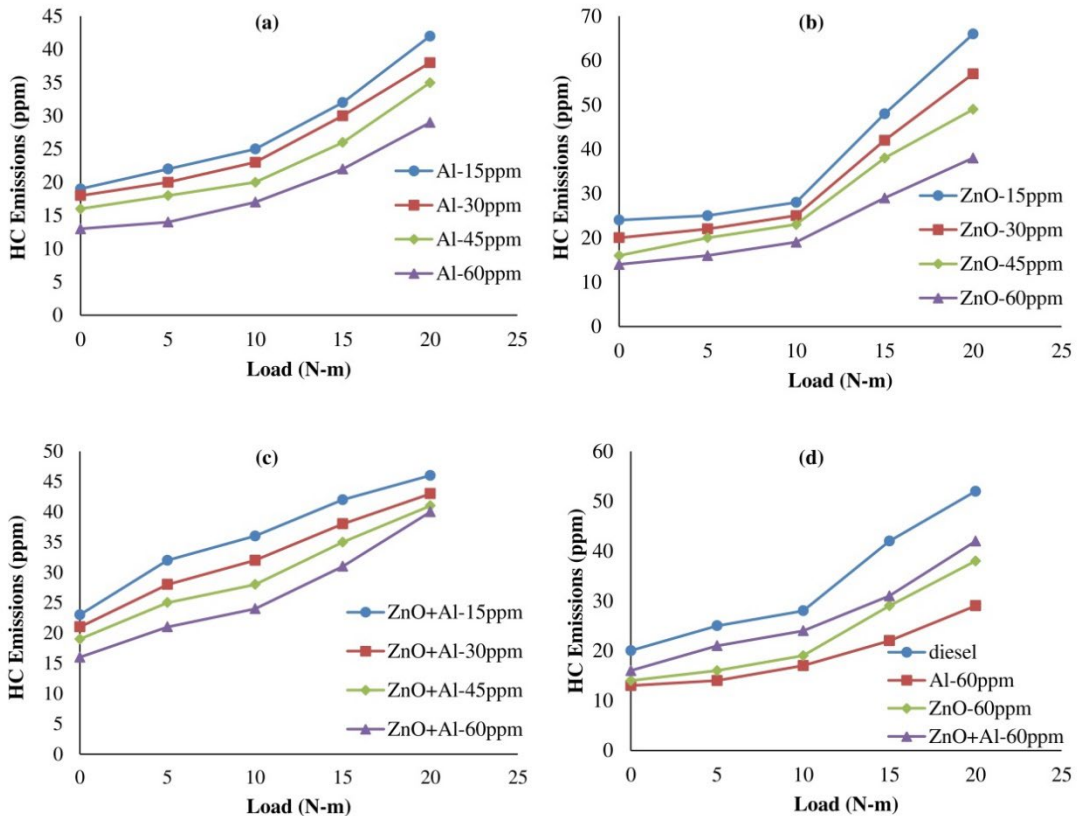 (a)
HC Emissions (ppm)
45
40
35
30
25
20
15
10
5
0
0 5 10 15 20 25
Load (N-m)
Al-15ppm
Al-30ppm
Al-45ppm
Al-60ppm
(b)
HC Emissions (ppm)
70
60
50
40
30
20
10
0
0 5 10 15 20 25
Load (N-m)
ZnO-15ppm
ZnO-30ppm
ZnO-45ppm
ZnO-60ppm
(c)
HC Emissions (ppm)
50
45
40
35
30
25
20
15
10
5
0
0 5 10 15 20 25
Load (N-m)
ZnO+Al-15ppm
ZnO+Al-30ppm
ZnO+Al-45ppm
ZnO+Al-60ppm
(d)
HC Emissions (ppm)
60
50
40
30
20
10
0
0 5 10 15 20 25
Load (N-m)
diesel
Al-60ppm
ZnO-60ppm
ZnO+Al-60ppm